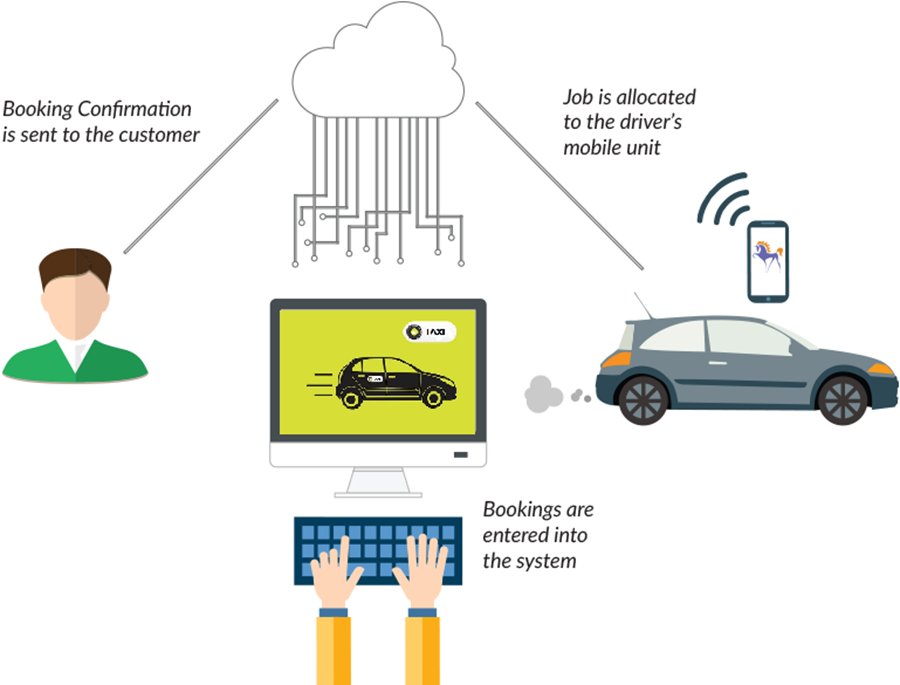 Booking Confirmation
is sent to the customer
Job is allocated
to the driver's
mobile unit
TAXI
Bookings are
entered into
the system